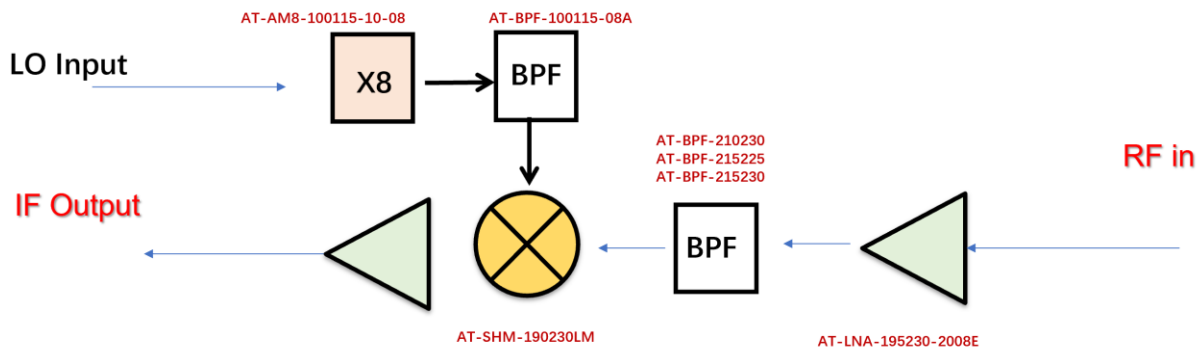 AT-AM8-100115-10-08
AT-BPF-100115-08A
LO Input
X8
BPF
AT-BPF-210230
AT-BPF-215225
AT-BPF-215230
RF in
IF Output
BPF
AT-SHM-190230LM
AT-LNA-195230-2008E